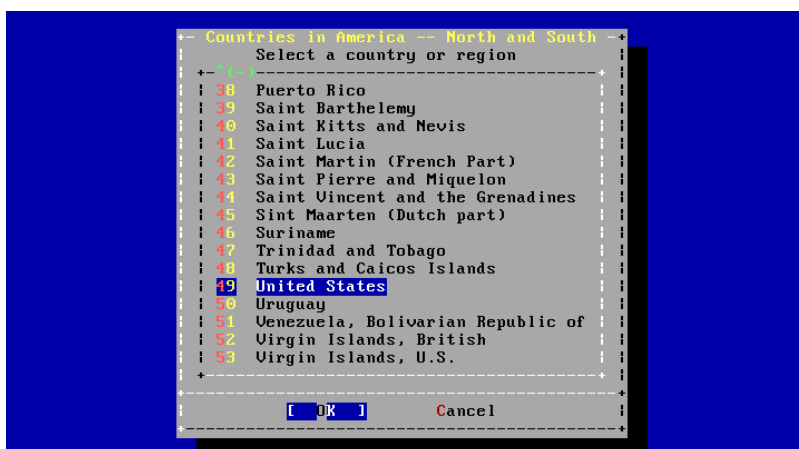 Countries in America -- North and South
Select a country or region
^(-)
38 Puerto Rico
39 Saint Barthelemy
40 Saint Kitts and Nevis
41 Saint Lucia
42 Saint Martin (French Part)
43 Saint Pierre and Miquelon
44 Saint Vincent and the Grenadines
45 Sint Maarten (Dutch part)
46 Suriname
47 Trinidad and Tobago
48 Turks and Caicos Islands
49 United States
50 Uruguay
51 Venezuela, Bolivarian Republic of
52 Virgin Islands, British
53 Virgin Islands, U.S.
[ OK ] Cancel